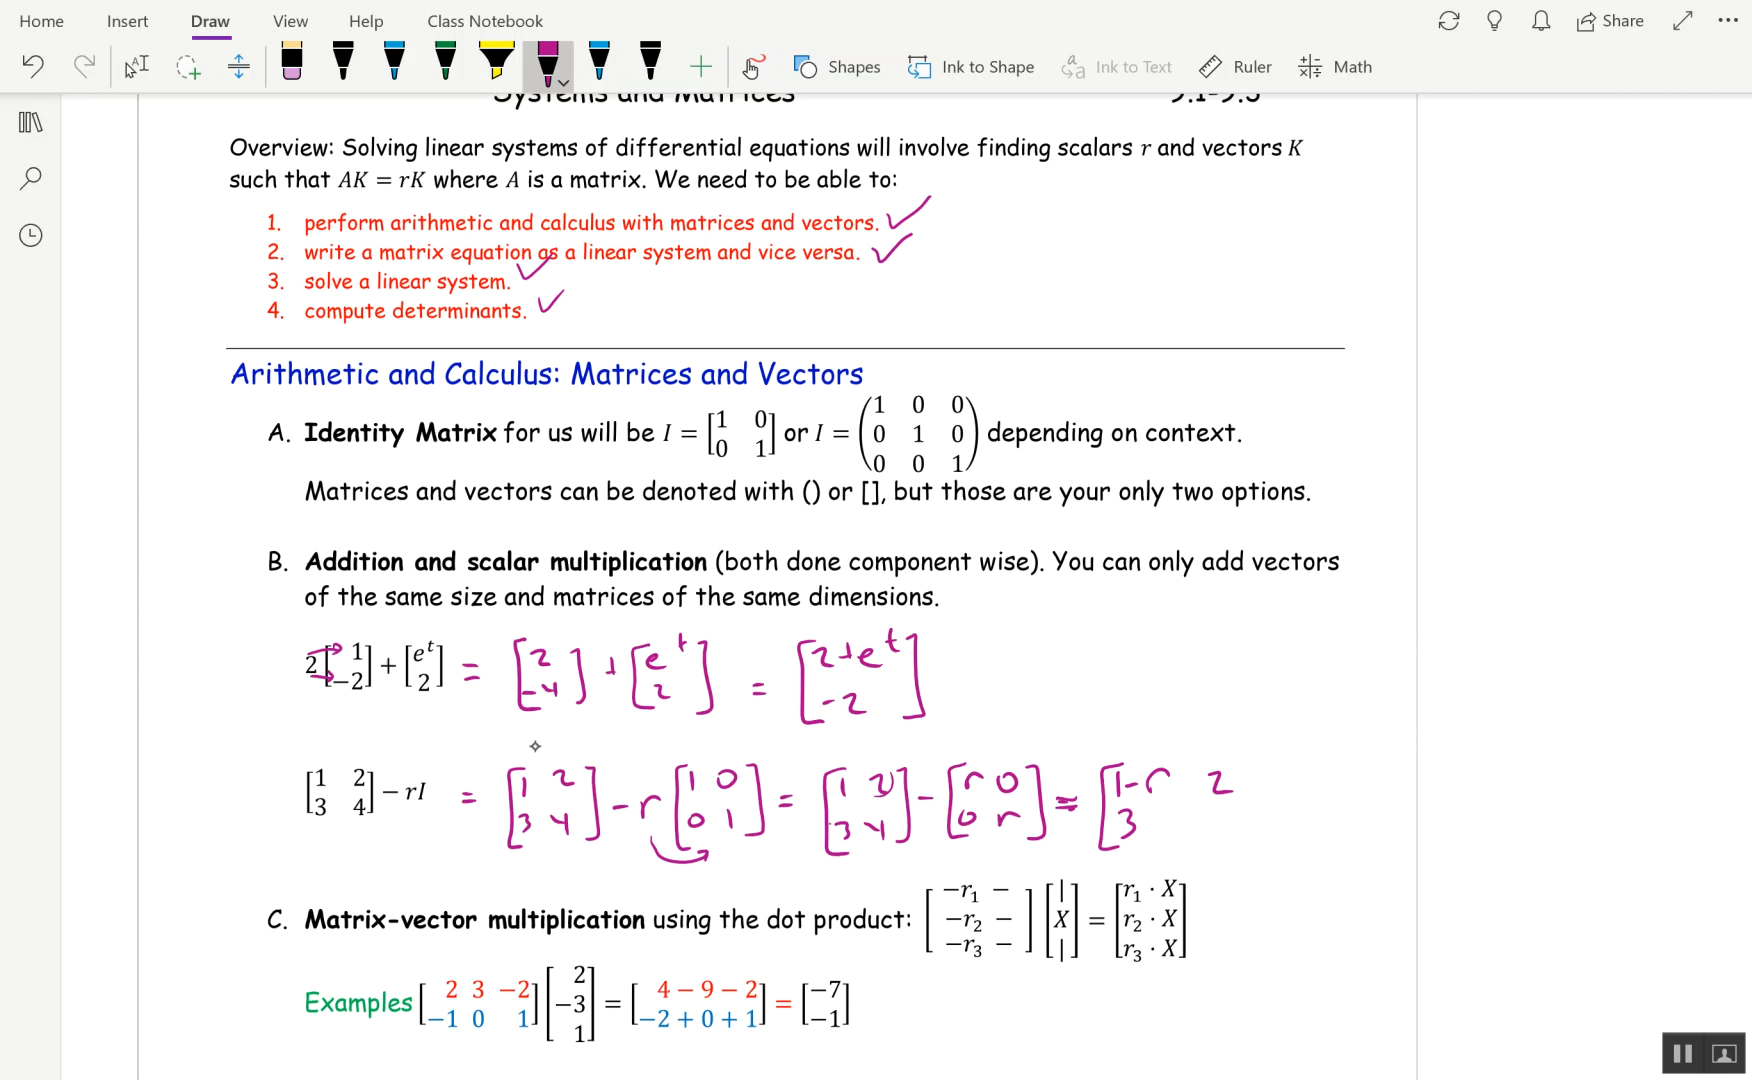 Home Insert Draw View Help Class Notebook Share
Shapes Ink to Shape Ink to Text Ruler Math
Systems and Matrices 9.1-9.3
Overview: Solving linear systems of differential equations will involve finding scalars r and vectors K
such that AK = rK where A is a matrix. We need to be able to:
1. perform arithmetic and calculus with matrices and vectors. ✓
2. write a matrix equation as a linear system and vice versa. ✓
3. solve a linear system. ✓
4. compute determinants. ✓
Arithmetic and Calculus: Matrices and Vectors
A. Identity Matrix for us will be I = [1 0; 0 1] or I = (1 0 0; 0 1 0; 0 0 1) depending on context.
Matrices and vectors can be denoted with () or [], but those are your only two options.
B. Addition and scalar multiplication (both done component wise). You can only add vectors
of the same size and matrices of the same dimensions.
2[1; −2] + [e^t; 2] = [2; -4] + [e^t; 2] = [2+e^t; -2]
[1 2; 3 4] − rI = [1 2; 3 4] - r[1 0; 0 1] = [1 2; 3 4] - [r 0; 0 r] = [1-r 2; 3
C. Matrix-vector multiplication using the dot product: [−r₁ −; −r₂ −; −r₃ −] [|; X; |] = [r₁ · X; r₂ · X; r₃ · X]
Examples [2 3 −2; −1 0 1] [2; −3; 1] = [4 − 9 − 2; −2 + 0 + 1] = [−7; −1]